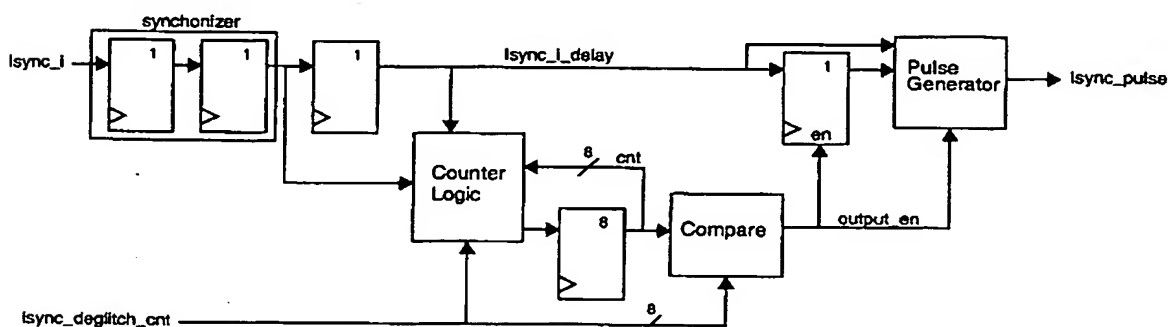 synchonizer
lsync_i
1
1
1
lsync_i_delay
1
en
Pulse
Generator
lsync_pulse
Counter
Logic
8
cnt
8
Compare
output_en
lsync_deglitch_cnt
8